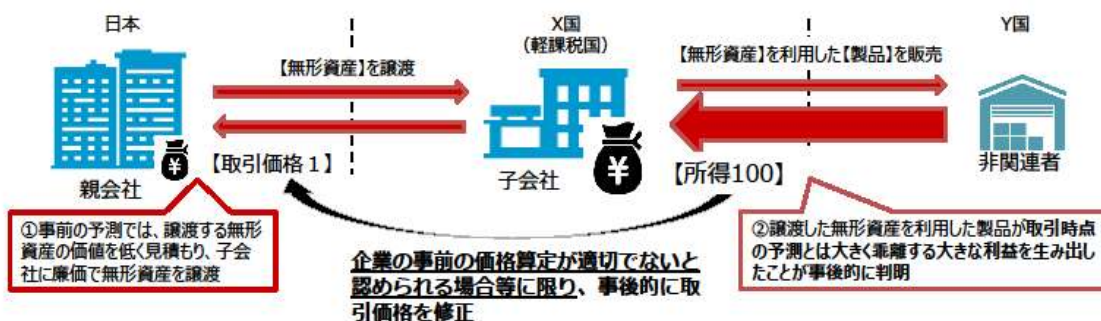 日本
X国
（軽課税国）
Y国
【無形資産】を譲渡
【無形資産】を利用した【製品】を販売
¥
【取引価格１】
親会社
¥
子会社
【所得100】
非関連者
①事前の予測では、譲渡する無形
資産の価値を低く見積もり、子会
社に廉価で無形資産を譲渡
②譲渡した無形資産を利用した製品が取引時点
の予測とは大きく乖離する大きな利益を生み出し
たことが事後的に判明
企業の事前の価格算定が適切でないと
認められる場合等に限り、事後的に取
引価格を修正